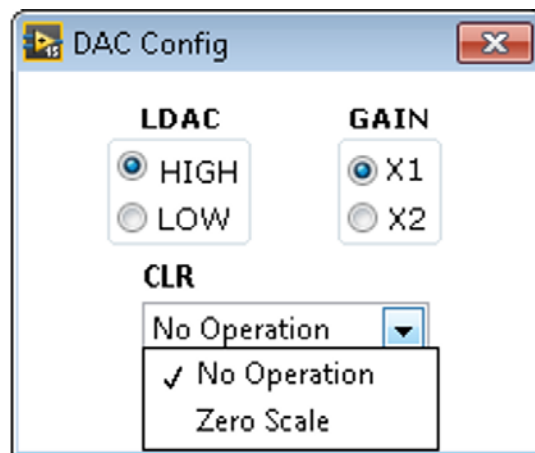 DAC Config
LDAC GAIN
HIGH X1
LOW X2
CLR
No Operation
No Operation
Zero Scale